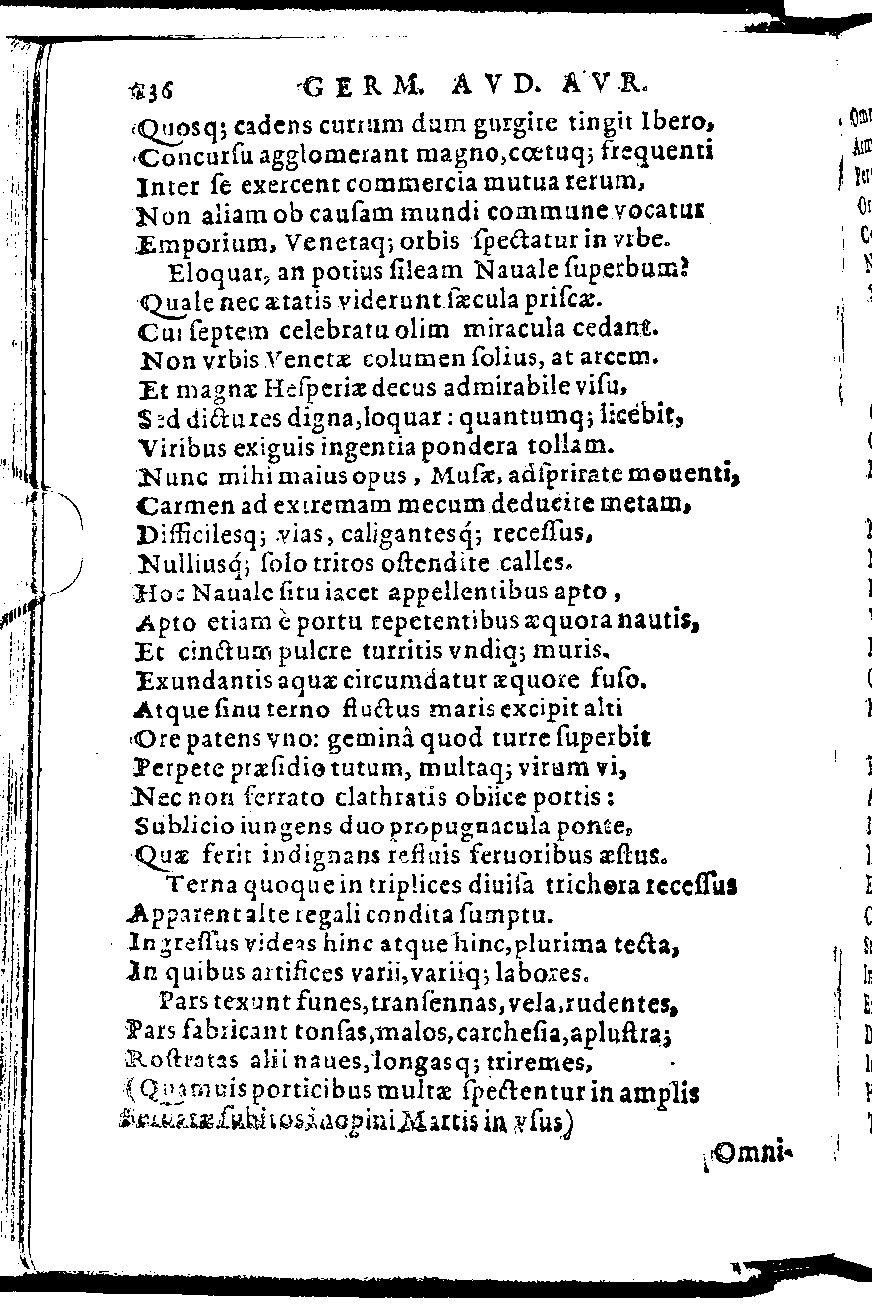 236 GERM. AVD. AVR.
Quosq; cadens currum dum gurgite tingit Ibero,
Concurſu agglomerant magno, cœtuq; frequenti
Inter ſe exercent commercia mutua rerum,
Non aliam ob cauſam mundi commune vocatur
Emporium, Venetaq; orbis ſpectatur in vrbe.
Eloquar, an potius ſileam Nauale ſuperbum?
Quale nec ætatis viderunt ſæcula priſcæ.
Cui ſeptem celebratu olim miracula cedant.
Non vrbis Venetæ columen ſolius, at arcem.
Et magnæ Heſperiæ decus admirabile viſu,
Sed dictu res digna, loquar: quantumq; licebit,
Viribus exiguis ingentia pondera tollam.
Nunc mihi maius opus, Muſæ, adſprirate mouenti,
Carmen ad extremam mecum deducite metam,
Difficilesq; vias, caligantesq́; receſſus,
Nulliusq́; ſolo tritos oſtendite calles.
Hoc Nauale ſitu iacet appellentibus apto,
Apto etiam è portu repetentibus æquora nautis,
Et cinctum pulcre turritis vndiq; muris.
Exundantis aquæ circumdatur æquore fuſo.
Atque ſinu terno fluctus maris excipit alti
Ore patens vno: geminâ quod turre ſuperbit
Perpete præſidio tutum, multaq; virum vi,
Nec non ferrato clathratis obiice portis:
Sublicio iungens duo propugnacula ponte,
Quæ ferit indignans refluis feruoribus æſtus.
Terna quoque in triplices diuiſa trichora receſſus
Apparent alte regali condita ſumptu.
Ingreſſus videas hinc atque hinc, plurima tecta,
In quibus artifices varii, variiq; labores.
Pars texunt funes, tranſennas, vela, rudentes,
Pars fabricant tonſas, malos, carcheſia, apluſtra;
Roſtratas alii naues, longasq; triremes,
(Quamuis porticibus multæ ſpectentur in amplis
Seruatæ ſubitos inopini Martis in vſus)
Omni-